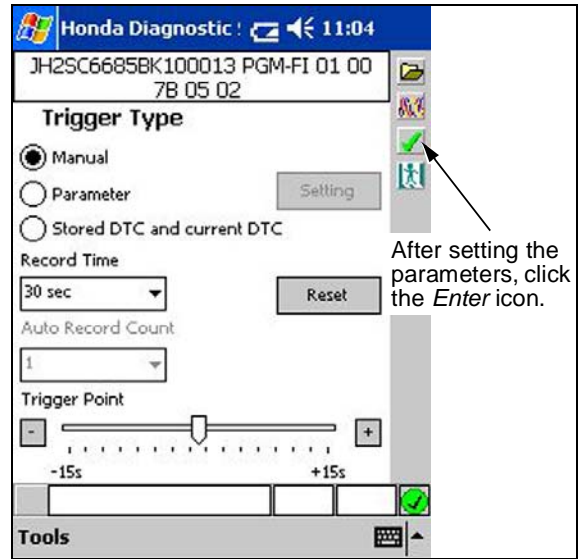 Honda Diagnostic : 11:04
JH2SC6685BK100013 PGM-FI 01 00
7B 05 02
Trigger Type
Manual
Parameter
Setting
Stored DTC and current DTC
Record Time
30 sec
Reset
Auto Record Count
1
Trigger Point
- +
-15s +15s
Tools
After setting the
parameters, click
the Enter icon.